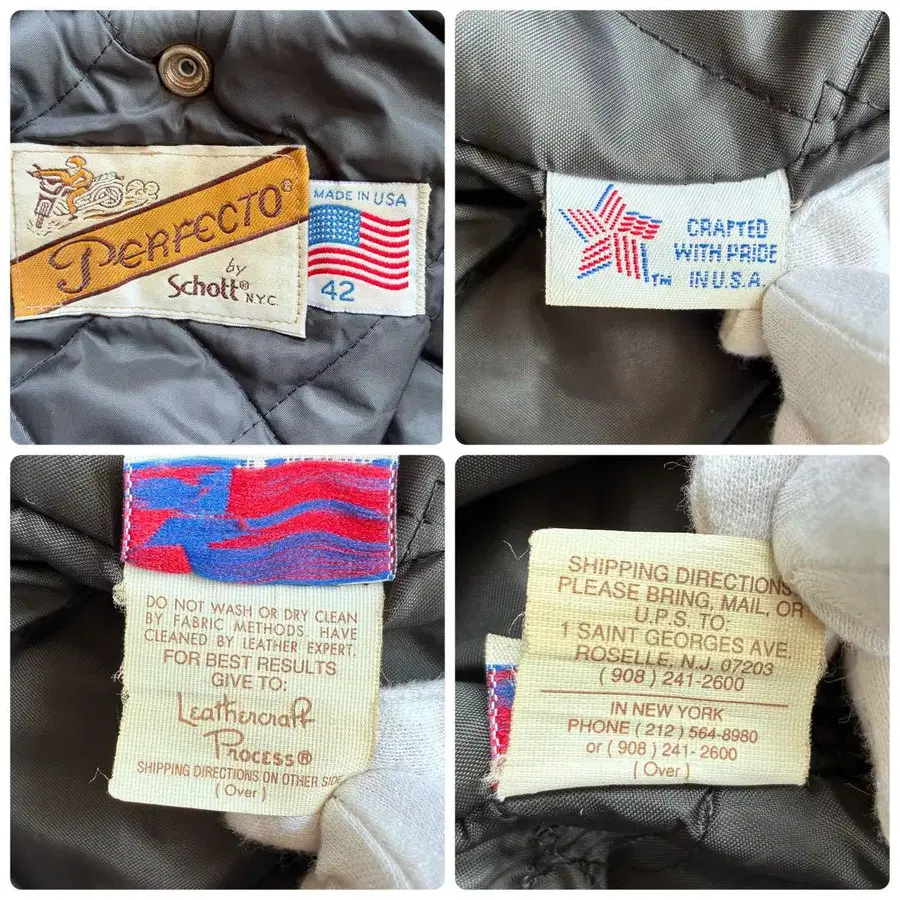 PERFECTO®
by
Schott® N.Y.C.
MADE IN USA
42
CRAFTED
WITH PRIDE
TM IN U.S.A.
DO NOT WASH OR DRY CLEAN
BY FABRIC METHODS. HAVE
CLEANED BY LEATHER EXPERT.
FOR BEST RESULTS
GIVE TO:
Leathercraft
Process®
SHIPPING DIRECTIONS ON OTHER SIDE
( Over )
SHIPPING DIRECTIONS
PLEASE BRING, MAIL, OR
U.P.S. TO:
1 SAINT GEORGES AVE.
ROSELLE, N.J. 07203
( 908 ) 241-2600
IN NEW YORK
PHONE ( 212 ) 564-8980
or ( 908 ) 241-2600
( Over )